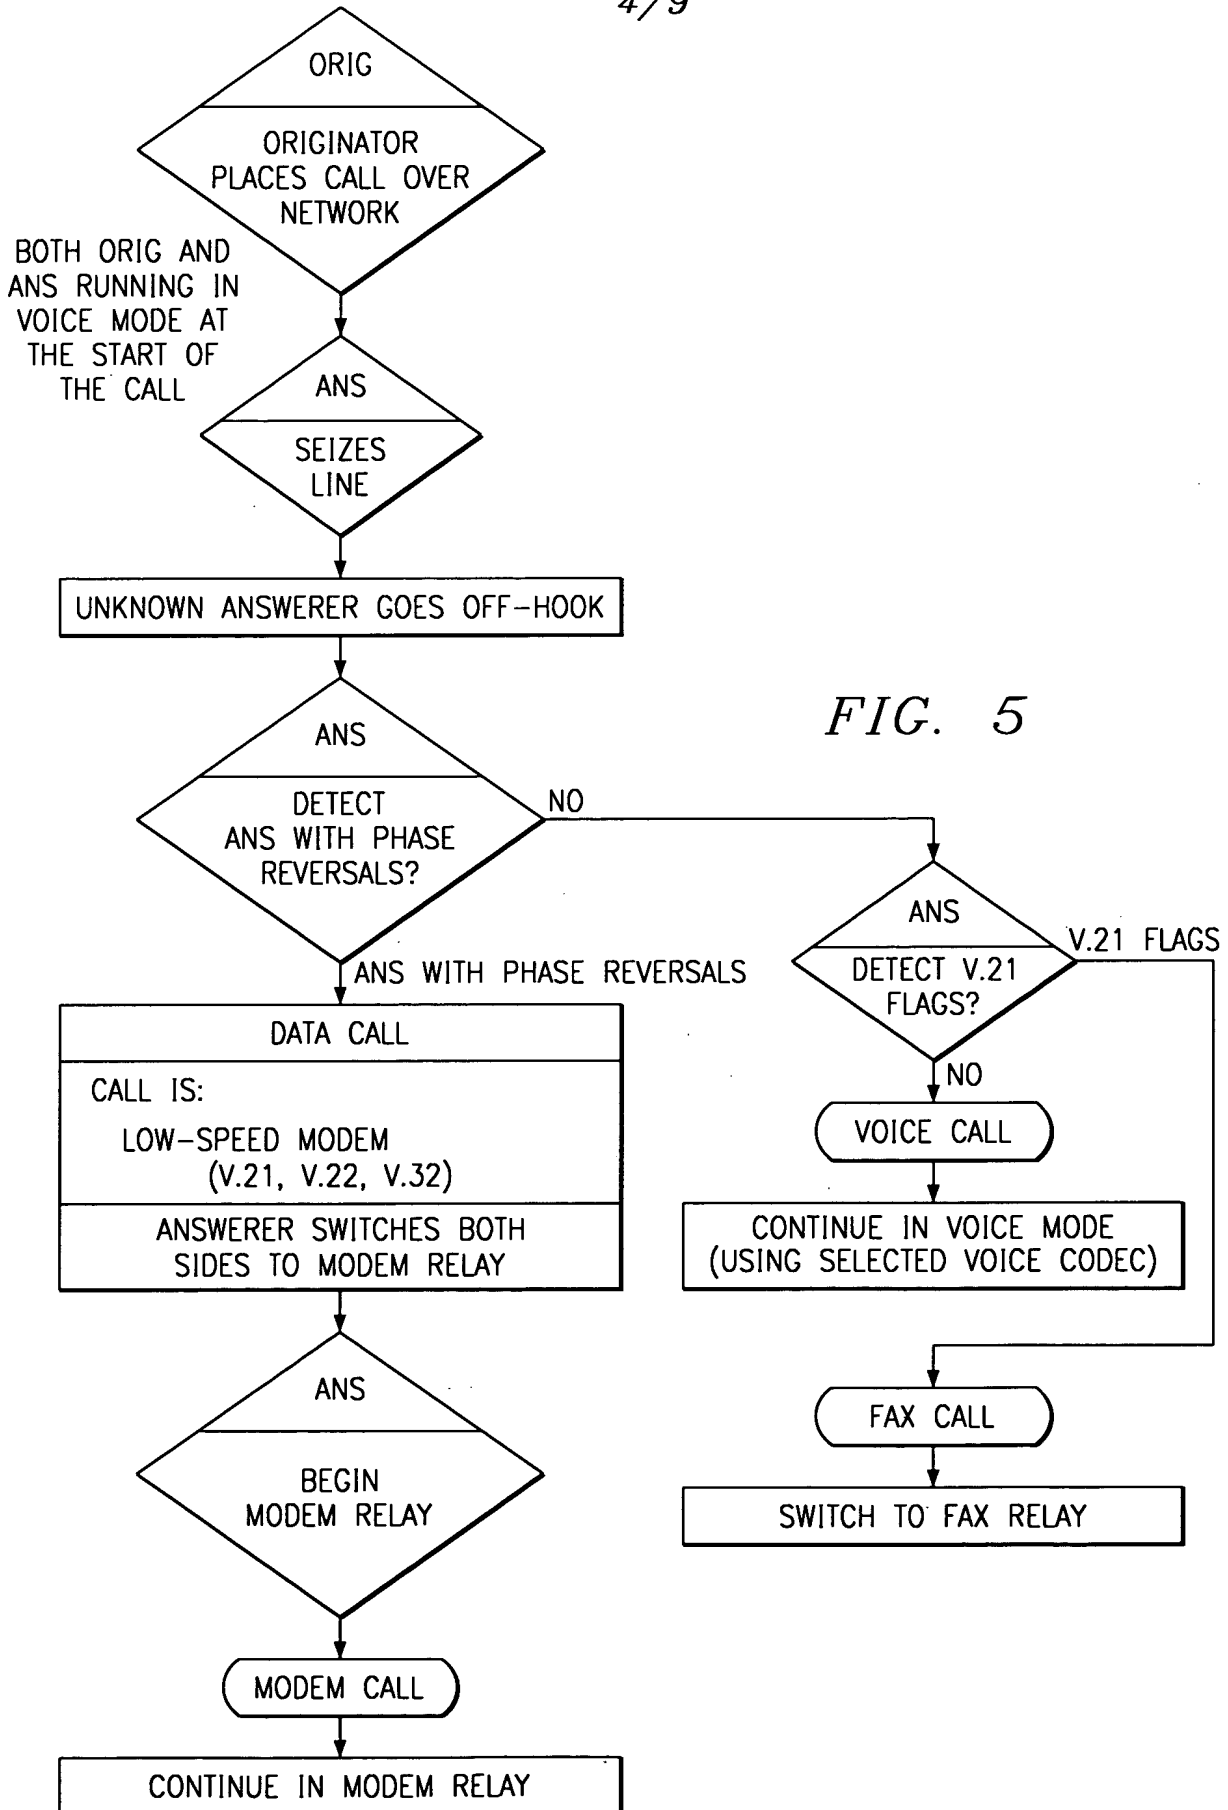 4/9
ORIG
ORIGINATOR
PLACES CALL OVER
NETWORK
BOTH ORIG AND
ANS RUNNING IN
VOICE MODE AT
THE START OF
THE CALL
ANS
SEIZES
LINE
UNKNOWN ANSWERER GOES OFF-HOOK
FIG. 5
ANS
DETECT
ANS WITH PHASE
REVERSALS?
NO
ANS WITH PHASE REVERSALS
ANS
DETECT V.21
FLAGS?
V.21 FLAGS
NO
DATA CALL
CALL IS:
LOW-SPEED MODEM
(V.21, V.22, V.32)
ANSWERER SWITCHES BOTH
SIDES TO MODEM RELAY
VOICE CALL
CONTINUE IN VOICE MODE
(USING SELECTED VOICE CODEC)
ANS
BEGIN
MODEM RELAY
FAX CALL
SWITCH TO FAX RELAY
MODEM CALL
CONTINUE IN MODEM RELAY